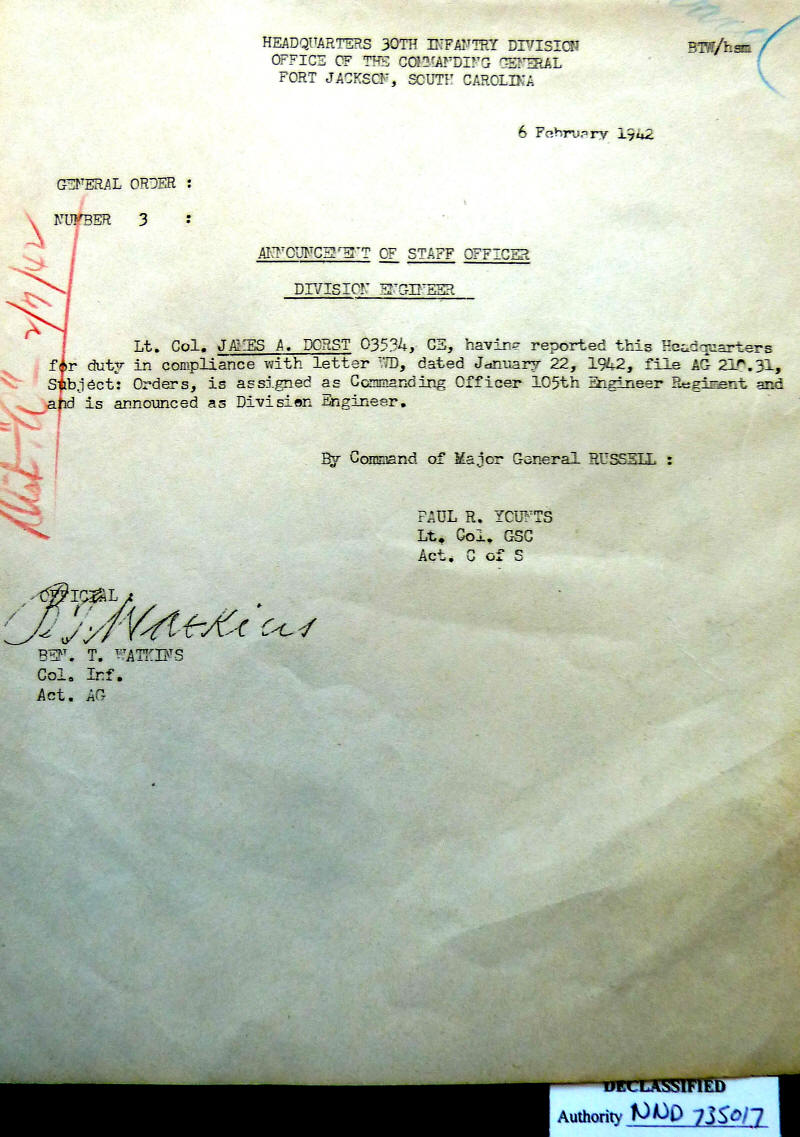 HEADQUARTERS 30TH INFANTRY DIVISION BTW/hsm
OFFICE OF THE COMMANDING GENERAL
FORT JACKSON, SOUTH CAROLINA
6 February 1942
GENERAL ORDER :
NUMBER 3 :
ANNOUNCEMENT OF STAFF OFFICER
DIVISION ENGINEER
Lt. Col. JAMES A. DORST 03534, CE, having reported this Headquarters
for duty in compliance with letter WD, dated January 22, 1942, file AG 210.31,
Subject: Orders, is assigned as Commanding Officer 105th Engineer Regiment and
and is announced as Division Engineer.
By Command of Major General RUSSELL :
PAUL R. YOUNTS
Lt. Col. GSC
Act. C of S
OFFICIAL :
B.T. Watkins
BEN. T. WATKINS
Col. Inf.
Act. AG
Dist. "A" - 2/7/42
DECLASSIFIED
Authority NND 735017